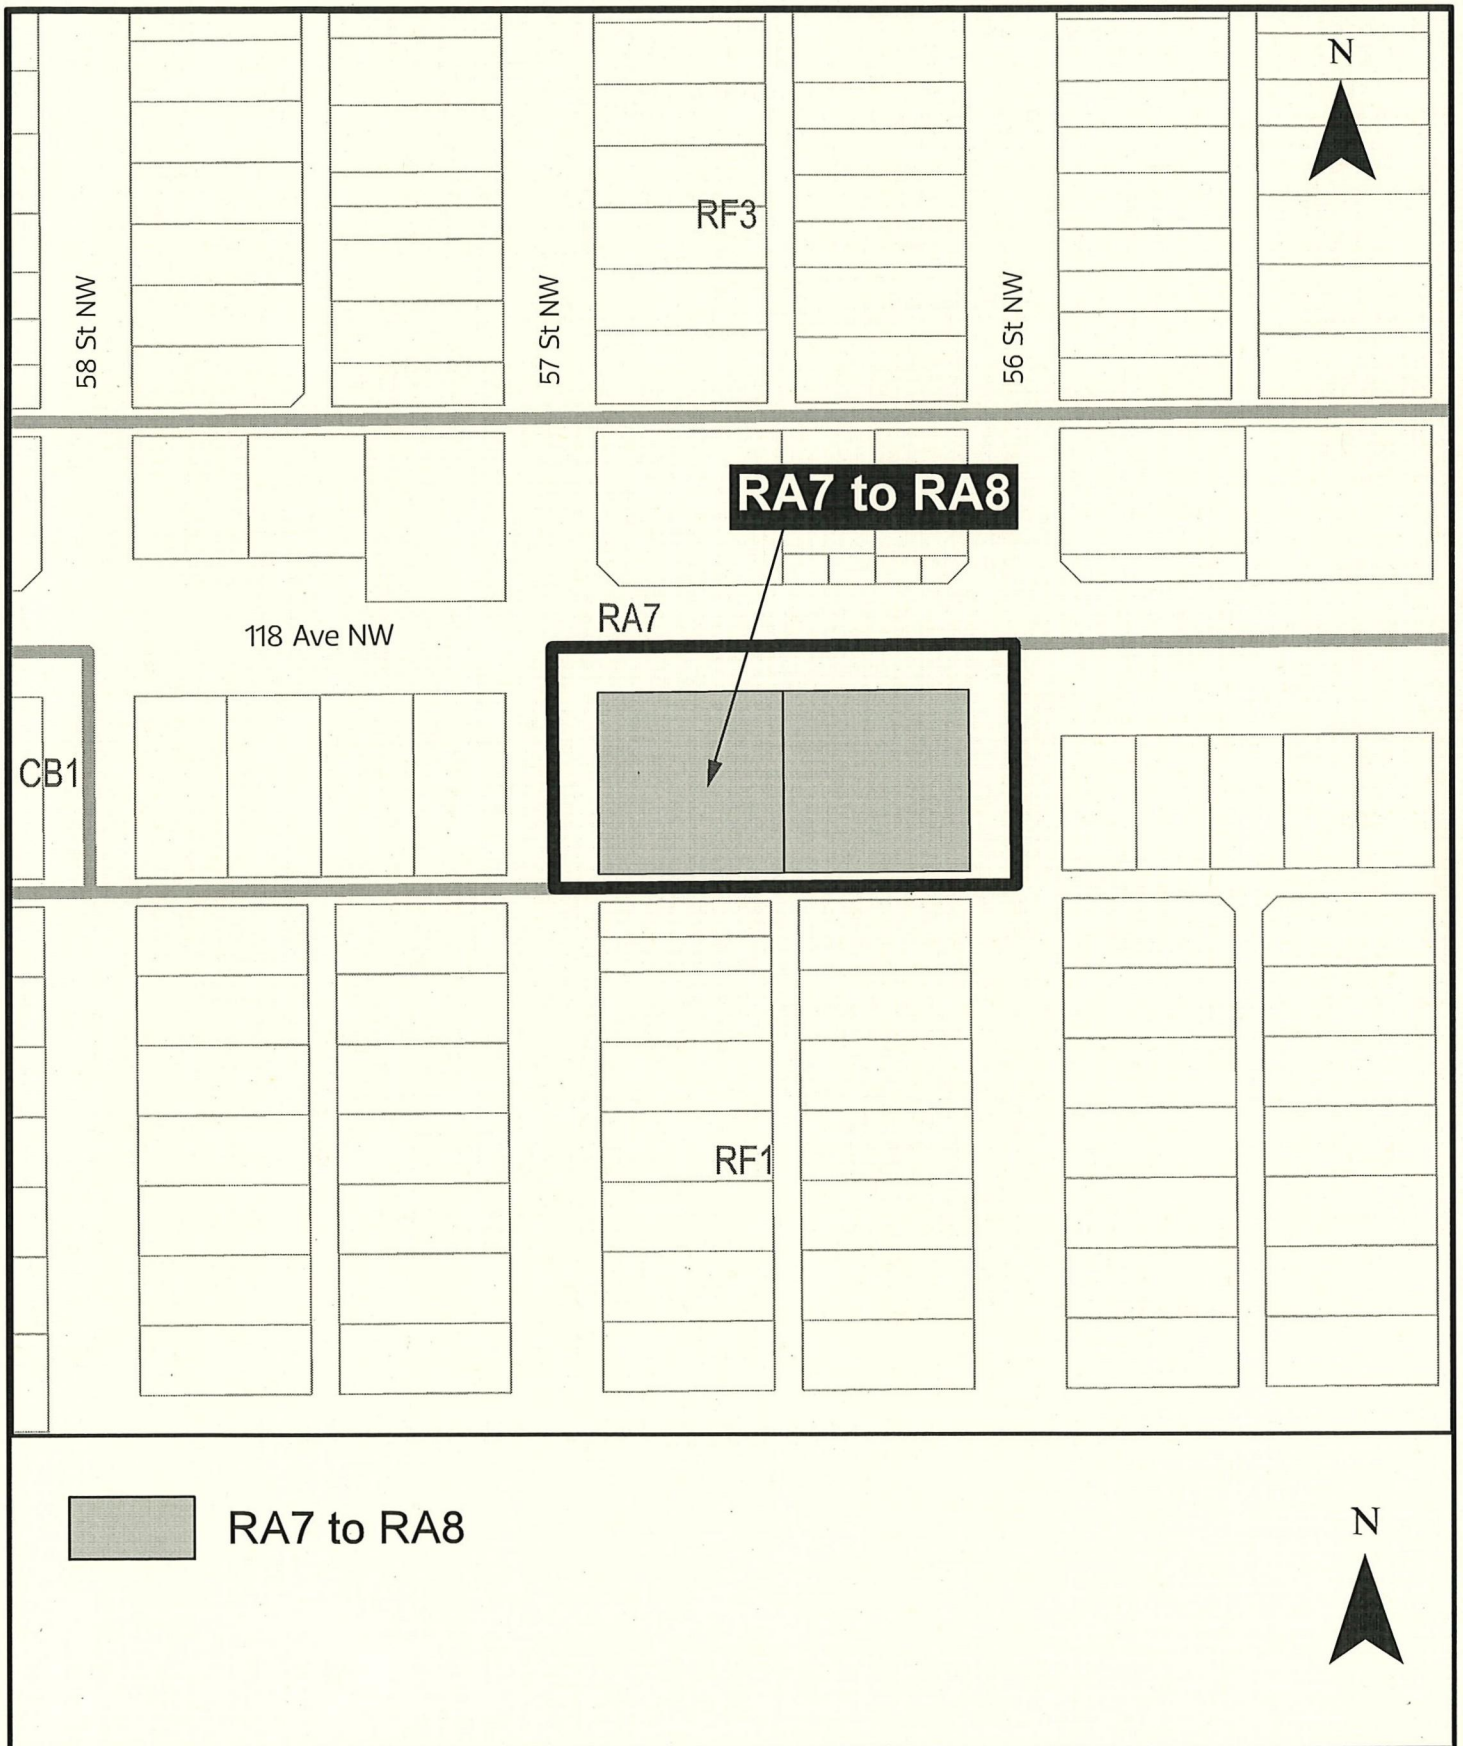 N
RF3
58 St NW
57 St NW
56 St NW
RA7 to RA8
RA7
118 Ave NW
CB1
RF1
RA7 to RA8
N